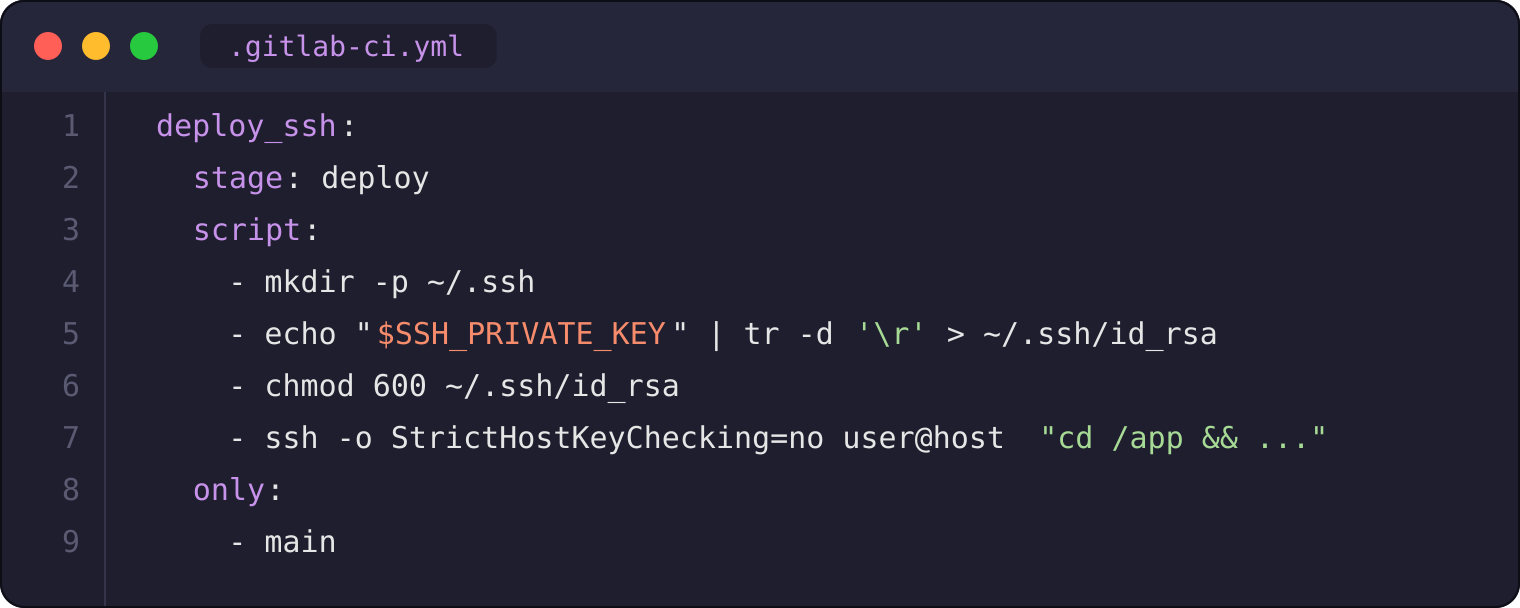 .gitlab-ci.yml
1 deploy_ssh:
2   stage: deploy
3   script:
4     - mkdir -p ~/.ssh
5     - echo "$SSH_PRIVATE_KEY" | tr -d '\r' > ~/.ssh/id_rsa
6     - chmod 600 ~/.ssh/id_rsa
7     - ssh -o StrictHostKeyChecking=no user@host  "cd /app && ..."
8   only:
9     - main